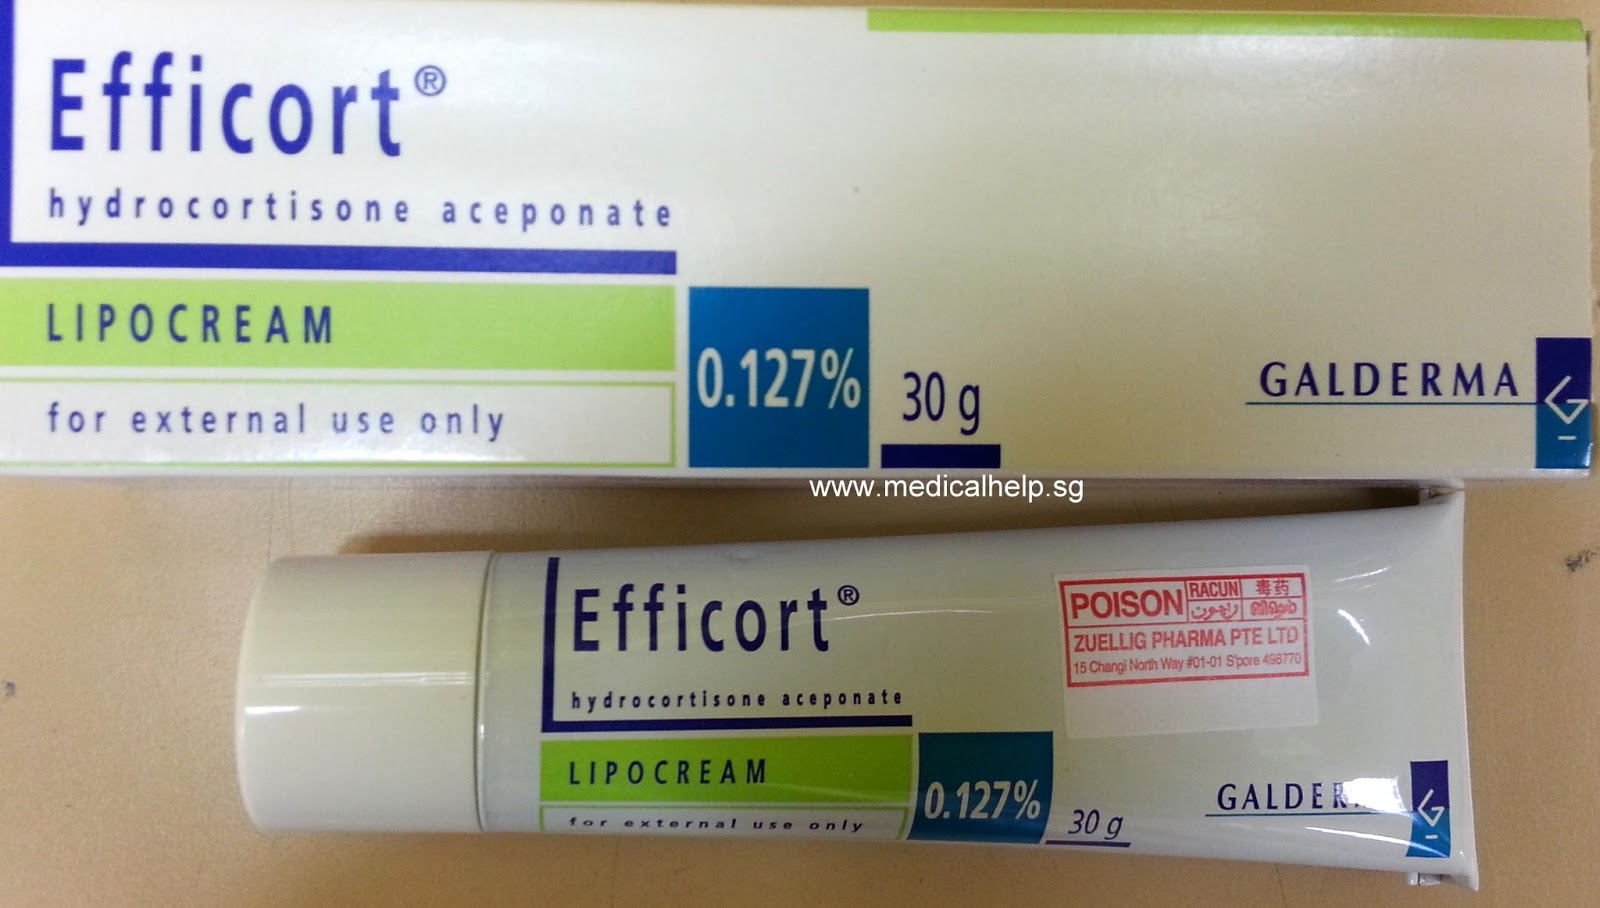 Efficort®
hydrocortisone aceponate
LIPOCREAM
for external use only
0.127%
30 g
GALDERMA
www.medicalhelp.sg
Efficort®
hydrocortisone aceponate
LIPOCREAM
for external use only
0.127%
30 g
GALDERMA
POISON RACUN 毒药
راچون
ZUELLIG PHARMA PTE LTD
15 Changi North Way #01-01 S'pore 498770